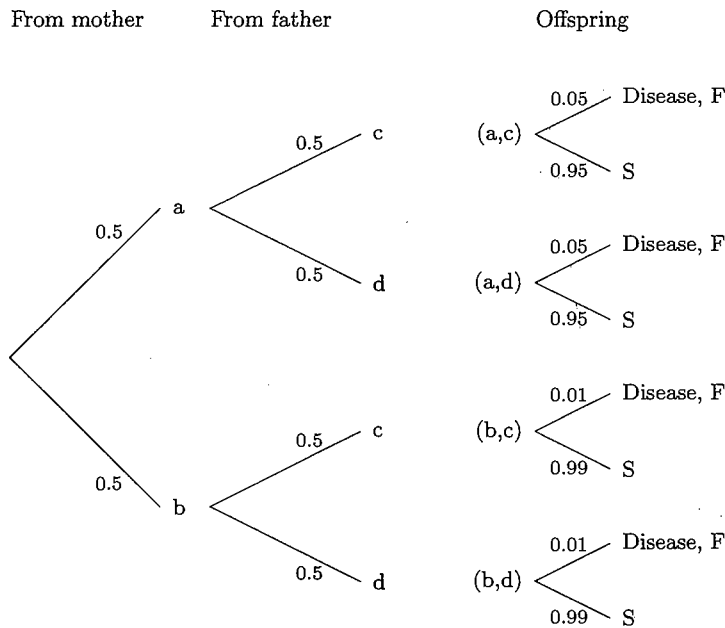 From mother From father Offspring
0.05 Disease, F
0.5 c (a,c)
0.95 S
0.5 a
0.05 Disease, F
0.5 d (a,d)
0.95 S
0.01 Disease, F
0.5 c (b,c)
0.99 S
0.5 b
0.01 Disease, F
0.5 d (b,d)
0.99 S